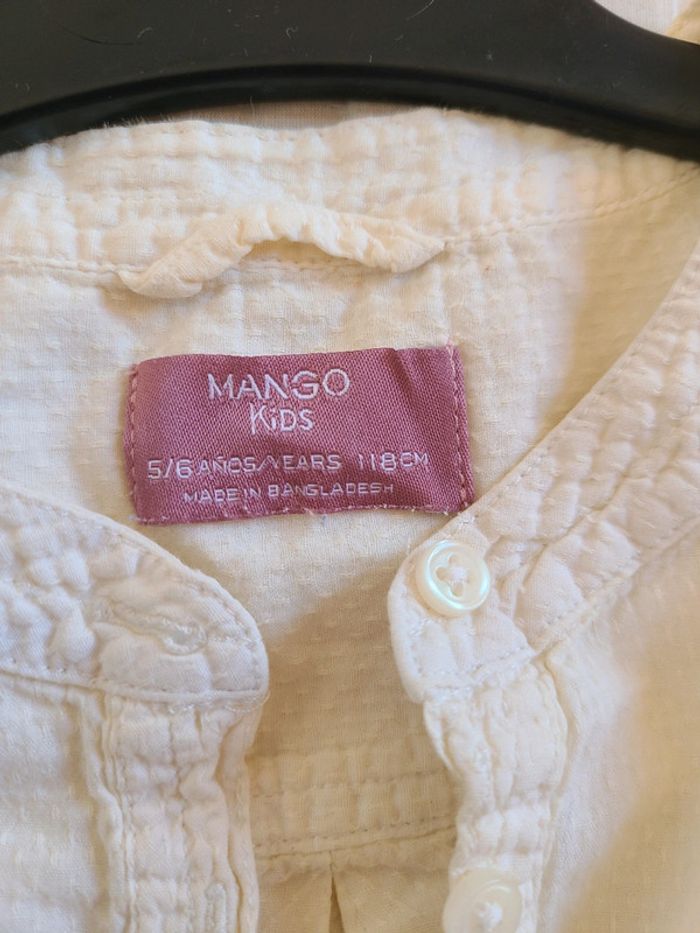 MANGO
KiDS
5/6 AÑOS/YEARS 118CM
MADE IN BANGLADESH